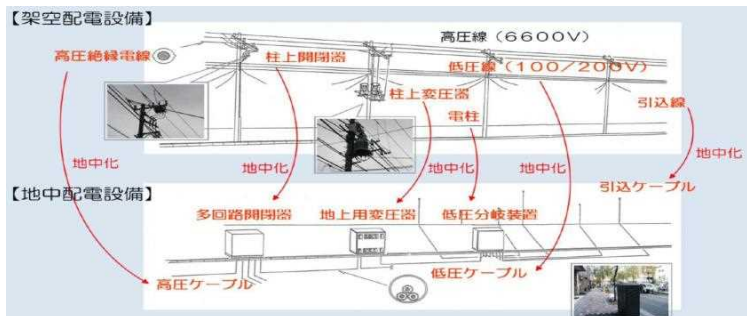 【架空配電設備】
高圧線(6600V)
高圧絶縁電線
柱上開閉器
低圧線(100/200V)
柱上変圧器
引込線
電柱
地中化
地中化
地中化
地中化
地中化
地中化
引込ケーブル
【地中配電設備】
多回路開閉器
地上用変圧器
低圧分岐装置
高圧ケーブル
低圧ケーブル